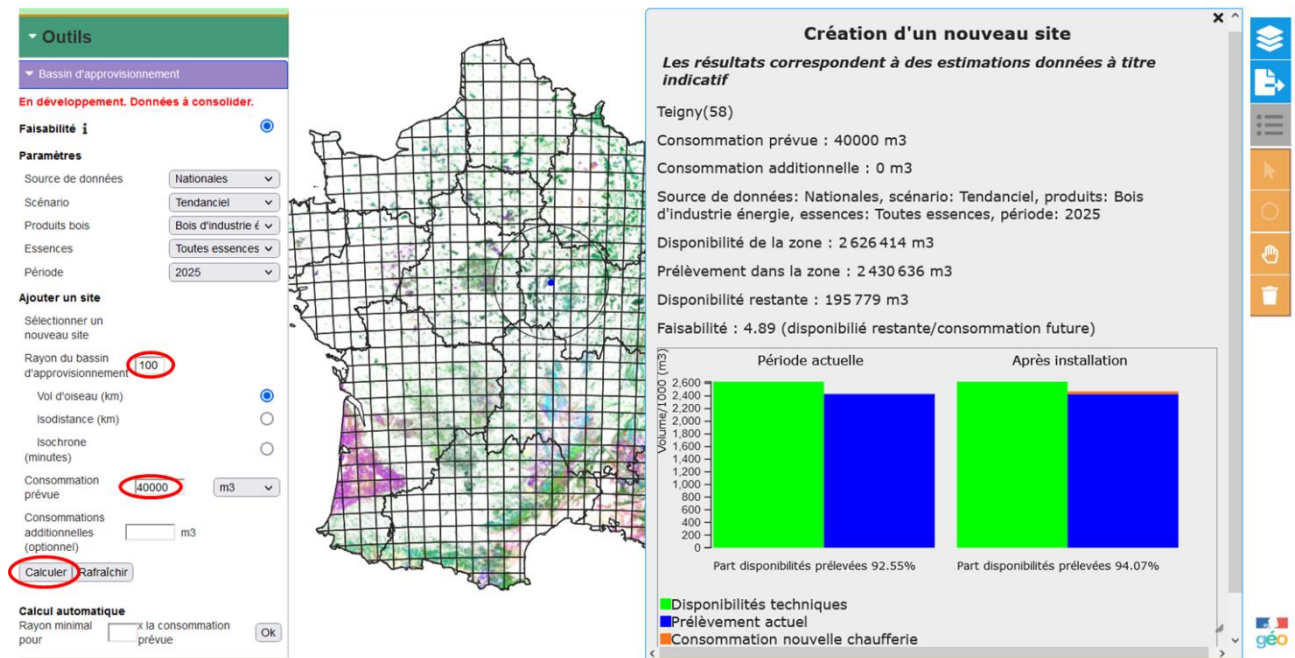 Outils
Bassin d'approvisionnement
En développement. Données à consolider.
Faisabilité i
Paramètres
Source de données Nationales
Scénario Tendanciel
Produits bois Bois d'industrie é
Essences Toutes essences
Période 2025
Ajouter un site
Sélectionner un
nouveau site
Rayon du bassin
d'approvisionnement 100
Vol d'oiseau (km)
Isodistance (km)
Isochrone
(minutes)
Consommation
prévue 40000 m3
Consommations
additionnelles m3
(optionnel)
Calculer Rafraîchir
Calcul automatique
Rayon minimal x la consommation
pour prévue Ok
Création d'un nouveau site
Les résultats correspondent à des estimations données à titre
indicatif
Teigny(58)
Consommation prévue : 40000 m3
Consommation additionnelle : 0 m3
Source de données: Nationales, scénario: Tendanciel, produits: Bois
d'industrie énergie, essences: Toutes essences, période: 2025
Disponibilité de la zone : 2 626 414 m3
Prélèvement dans la zone : 2 430 636 m3
Disponibilité restante : 195 779 m3
Faisabilité : 4.89 (disponibilié restante/consommation future)
Période actuelle Après installation
Volume/1000 (m3)
2,600
2,400
2,200
2,000
1,800
1,600
1,400
1,200
1,000
800
600
400
200
0
Part disponibilités prélevées 92.55% Part disponibilités prélevées 94.07%
Disponibilités techniques
Prélèvement actuel
Consommation nouvelle chaufferie
géo